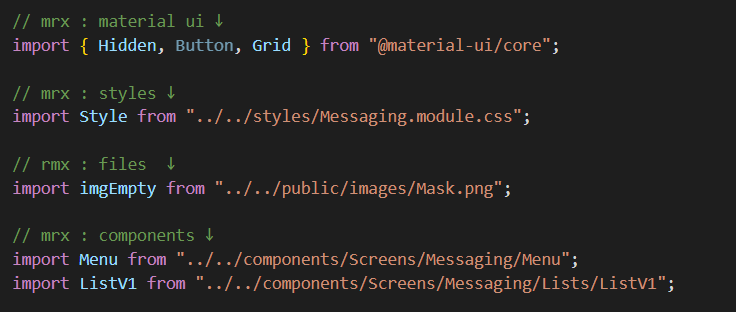 // mrx : material ui ↓
import { Hidden, Button, Grid } from "@material-ui/core";
// mrx : styles ↓
import Style from "../../styles/Messaging.module.css";
// rmx : files  ↓
import imgEmpty from "../../public/images/Mask.png";
// mrx : components ↓
import Menu from "../../components/Screens/Messaging/Menu";
import ListV1 from "../../components/Screens/Messaging/Lists/ListV1";